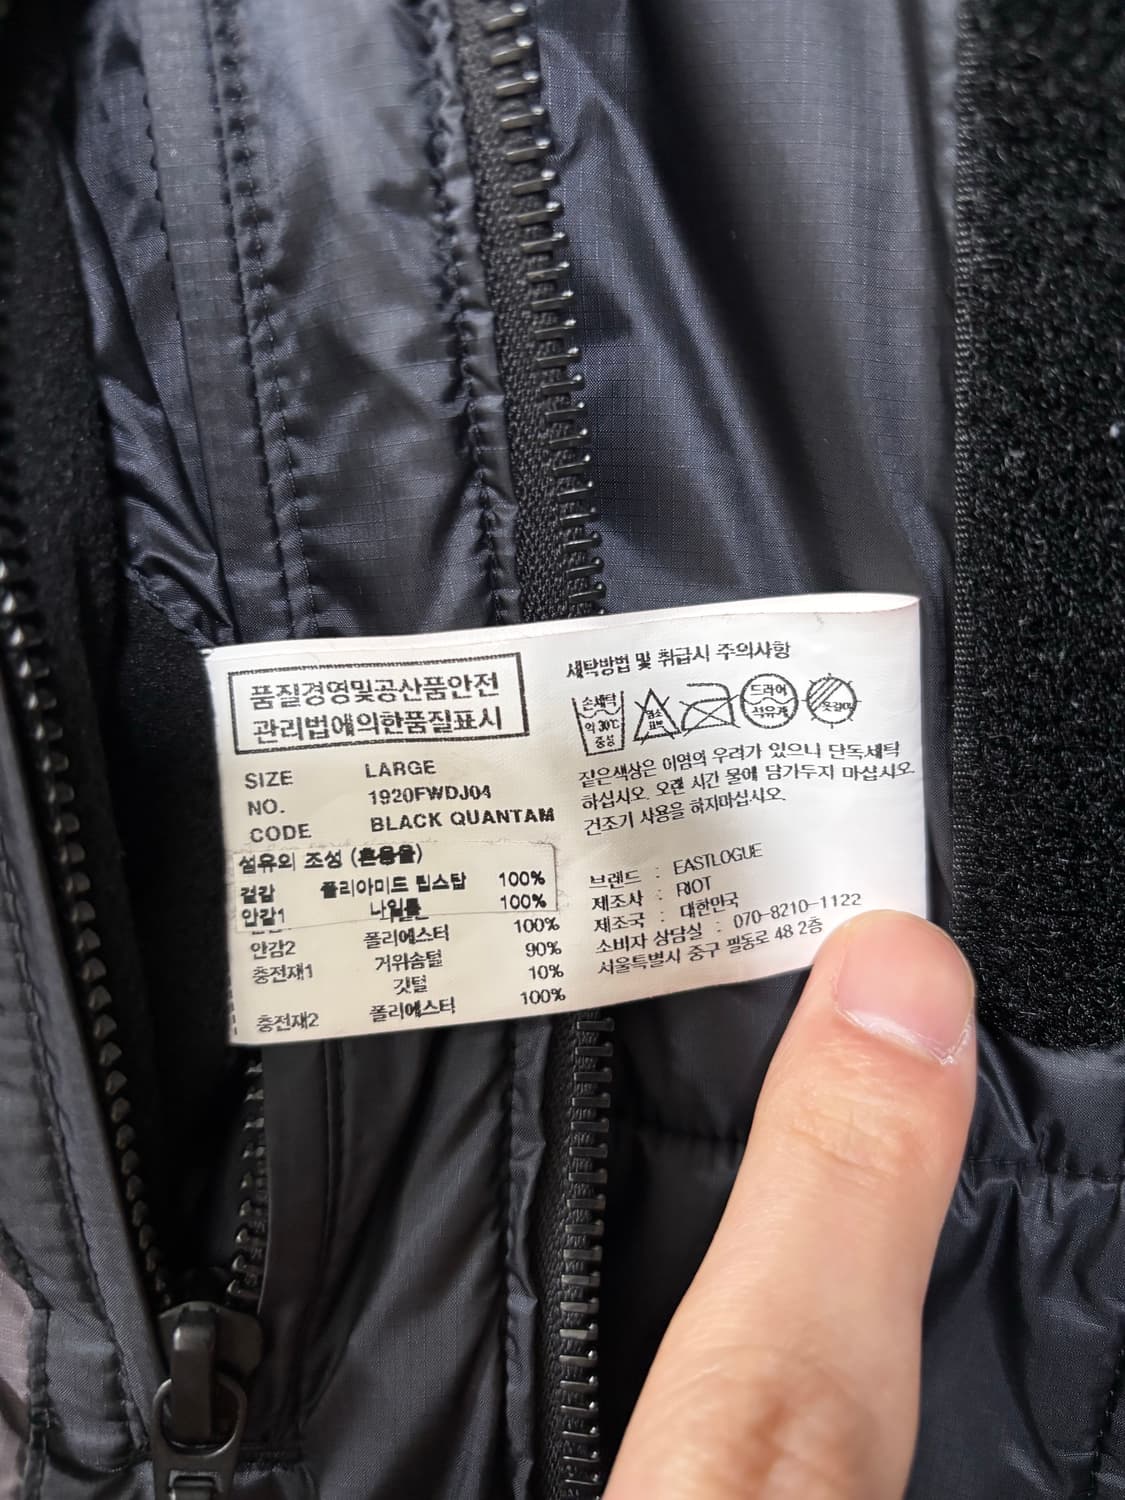 품질경영및공산품안전
관리법에의한품질표시
SIZE LARGE
NO. 1920FWDJ04
CODE BLACK QUANTAM
섬유의 조성 (혼용율)
겉감 폴리아미드 립스탑 100%
안감1 나일론 100%
100%
안감2 폴리에스터 90%
충전재1 거위솜털 10%
깃털
충전재2 폴리에스터 100%
세탁방법 및 취급시 주의사항
손세탁
약 30℃
중성
염소
표백
드라이
석유계
옷걸이
짙은색상은 이염의 우려가 있으니 단독세탁
하십시오. 오랜 시간 물에 담가두지 마십시오.
건조기 사용을 하지마십시오.
브랜드 : EASTLOGUE
제조사 : RIOT
제조국 : 대한민국
소비자 상담실 : 070-8210-1122
서울특별시 중구 필동로 48 2층